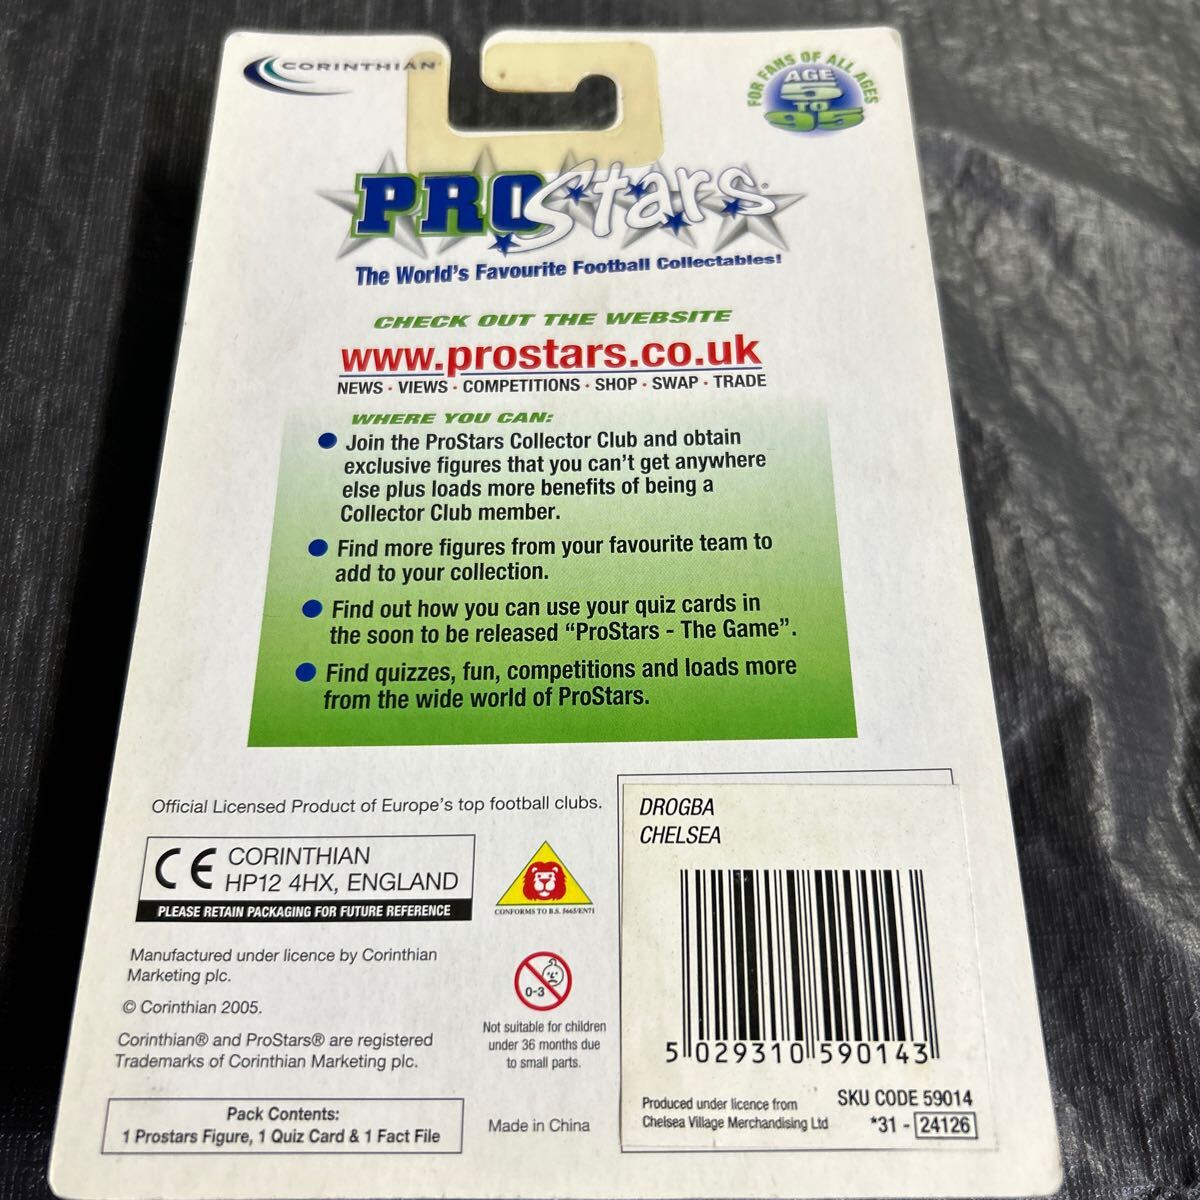 CORINTHIAN
FOR FANS OF ALL AGES
AGE
5
TO
95
PROStars®
The World's Favourite Football Collectables!
CHECK OUT THE WEBSITE
www.prostars.co.uk
NEWS · VIEWS · COMPETITIONS · SHOP · SWAP · TRADE
WHERE YOU CAN:
● Join the ProStars Collector Club and obtain
exclusive figures that you can't get anywhere
else plus loads more benefits of being a
Collector Club member.
● Find more figures from your favourite team to
add to your collection.
● Find out how you can use your quiz cards in
the soon to be released “ProStars - The Game”.
● Find quizzes, fun, competitions and loads more
from the wide world of ProStars.
Official Licensed Product of Europe's top football clubs.
CE CORINTHIAN
HP12 4HX, ENGLAND
PLEASE RETAIN PACKAGING FOR FUTURE REFERENCE
CONFORMS TO B.S. 5665/EN71
Manufactured under licence by Corinthian
Marketing plc.
© Corinthian 2005.
Corinthian® and ProStars® are registered
Trademarks of Corinthian Marketing plc.
0-3
Not suitable for children
under 36 months due
to small parts.
Pack Contents:
1 Prostars Figure, 1 Quiz Card & 1 Fact File
Made in China
DROGBA
CHELSEA
5 029310 590143
Produced under licence from
Chelsea Village Merchandising Ltd
SKU CODE 59014
*31 - 24126